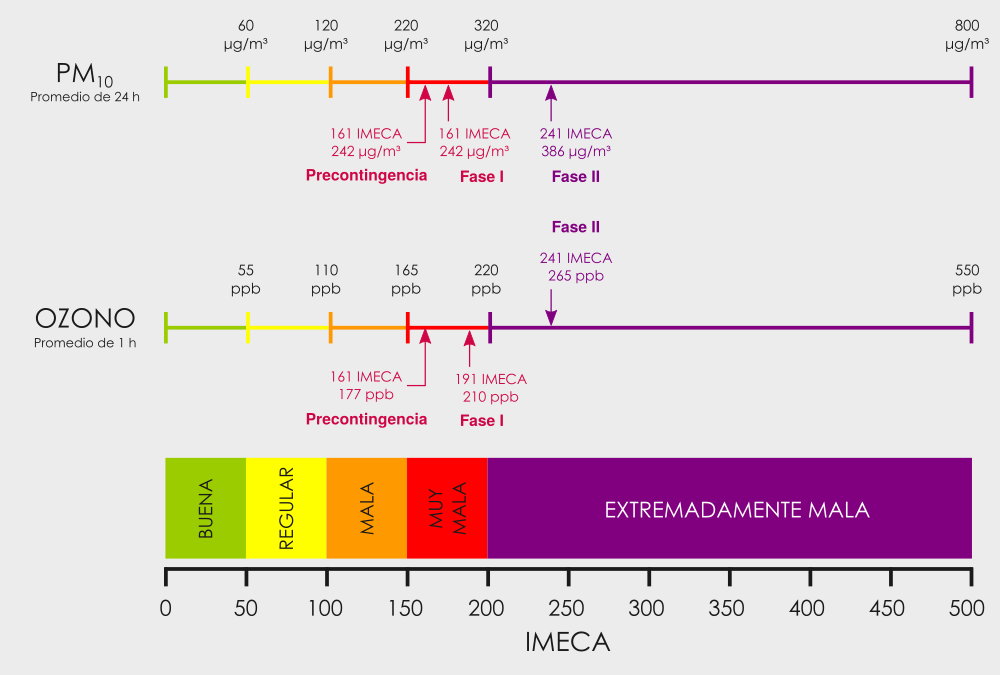 60 120 220 320 800
µg/m³ µg/m³ µg/m³ µg/m³ µg/m³
PM10
Promedio de 24 h
161 IMECA 161 IMECA 241 IMECA
242 µg/m³ 242 µg/m³ 386 µg/m³
Precontingencia Fase I Fase II
Fase II
241 IMECA
265 ppb
55 110 165 220 550
ppb ppb ppb ppb ppb
OZONO
Promedio de 1 h
161 IMECA 191 IMECA
177 ppb 210 ppb
Precontingencia Fase I
BUENA
REGULAR
MALA
MUY
MALA
EXTREMADAMENTE MALA
0 50 100 150 200 250 300 350 400 450 500
IMECA